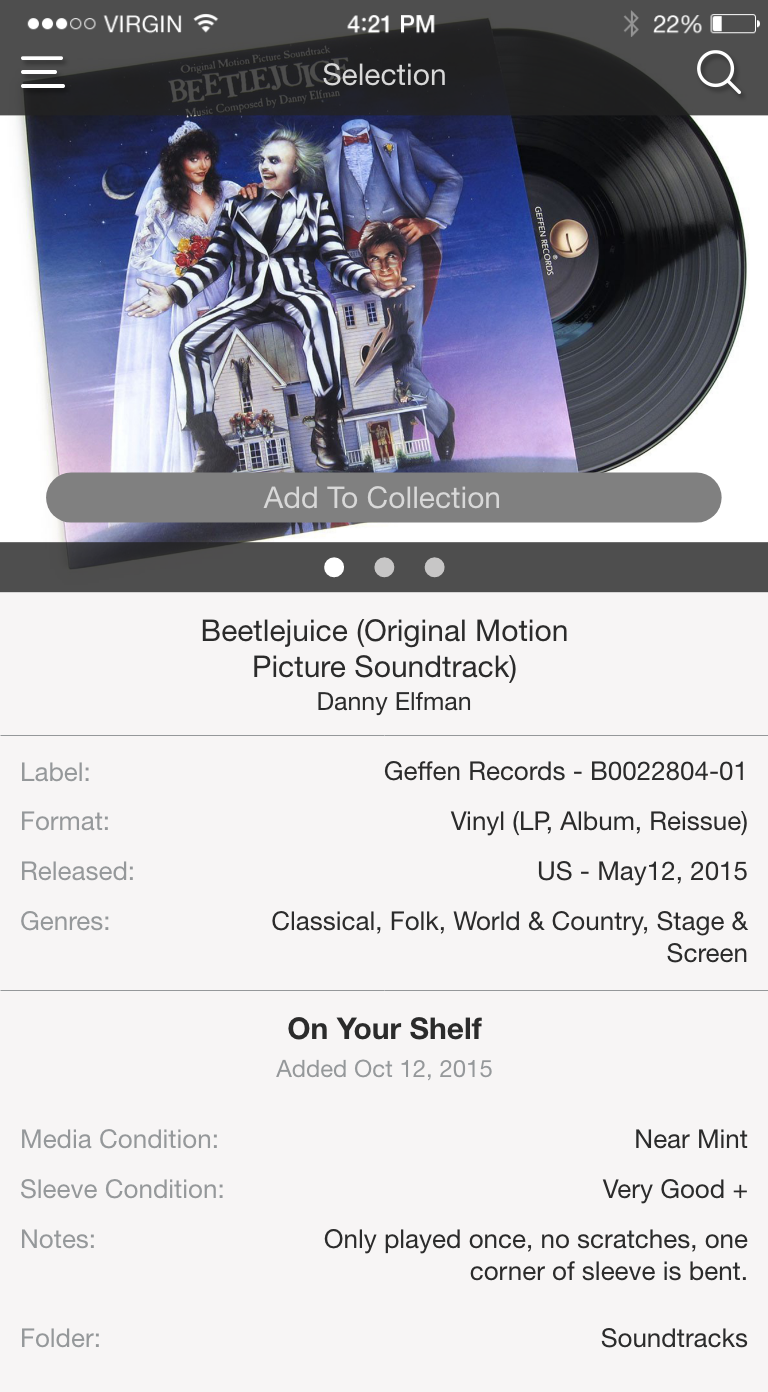 VIRGIN 4:21 PM 22%
Original Motion Picture Soundtrack
BEETLEJUICE
Music Composed by Danny Elfman
Selection
GEFFEN RECORDS ®
Add To Collection
Beetlejuice (Original Motion
Picture Soundtrack)
Danny Elfman
Label: Geffen Records - B0022804-01
Format: Vinyl (LP, Album, Reissue)
Released: US - May12, 2015
Genres: Classical, Folk, World & Country, Stage &
Screen
On Your Shelf
Added Oct 12, 2015
Media Condition: Near Mint
Sleeve Condition: Very Good +
Notes: Only played once, no scratches, one
corner of sleeve is bent.
Folder: Soundtracks